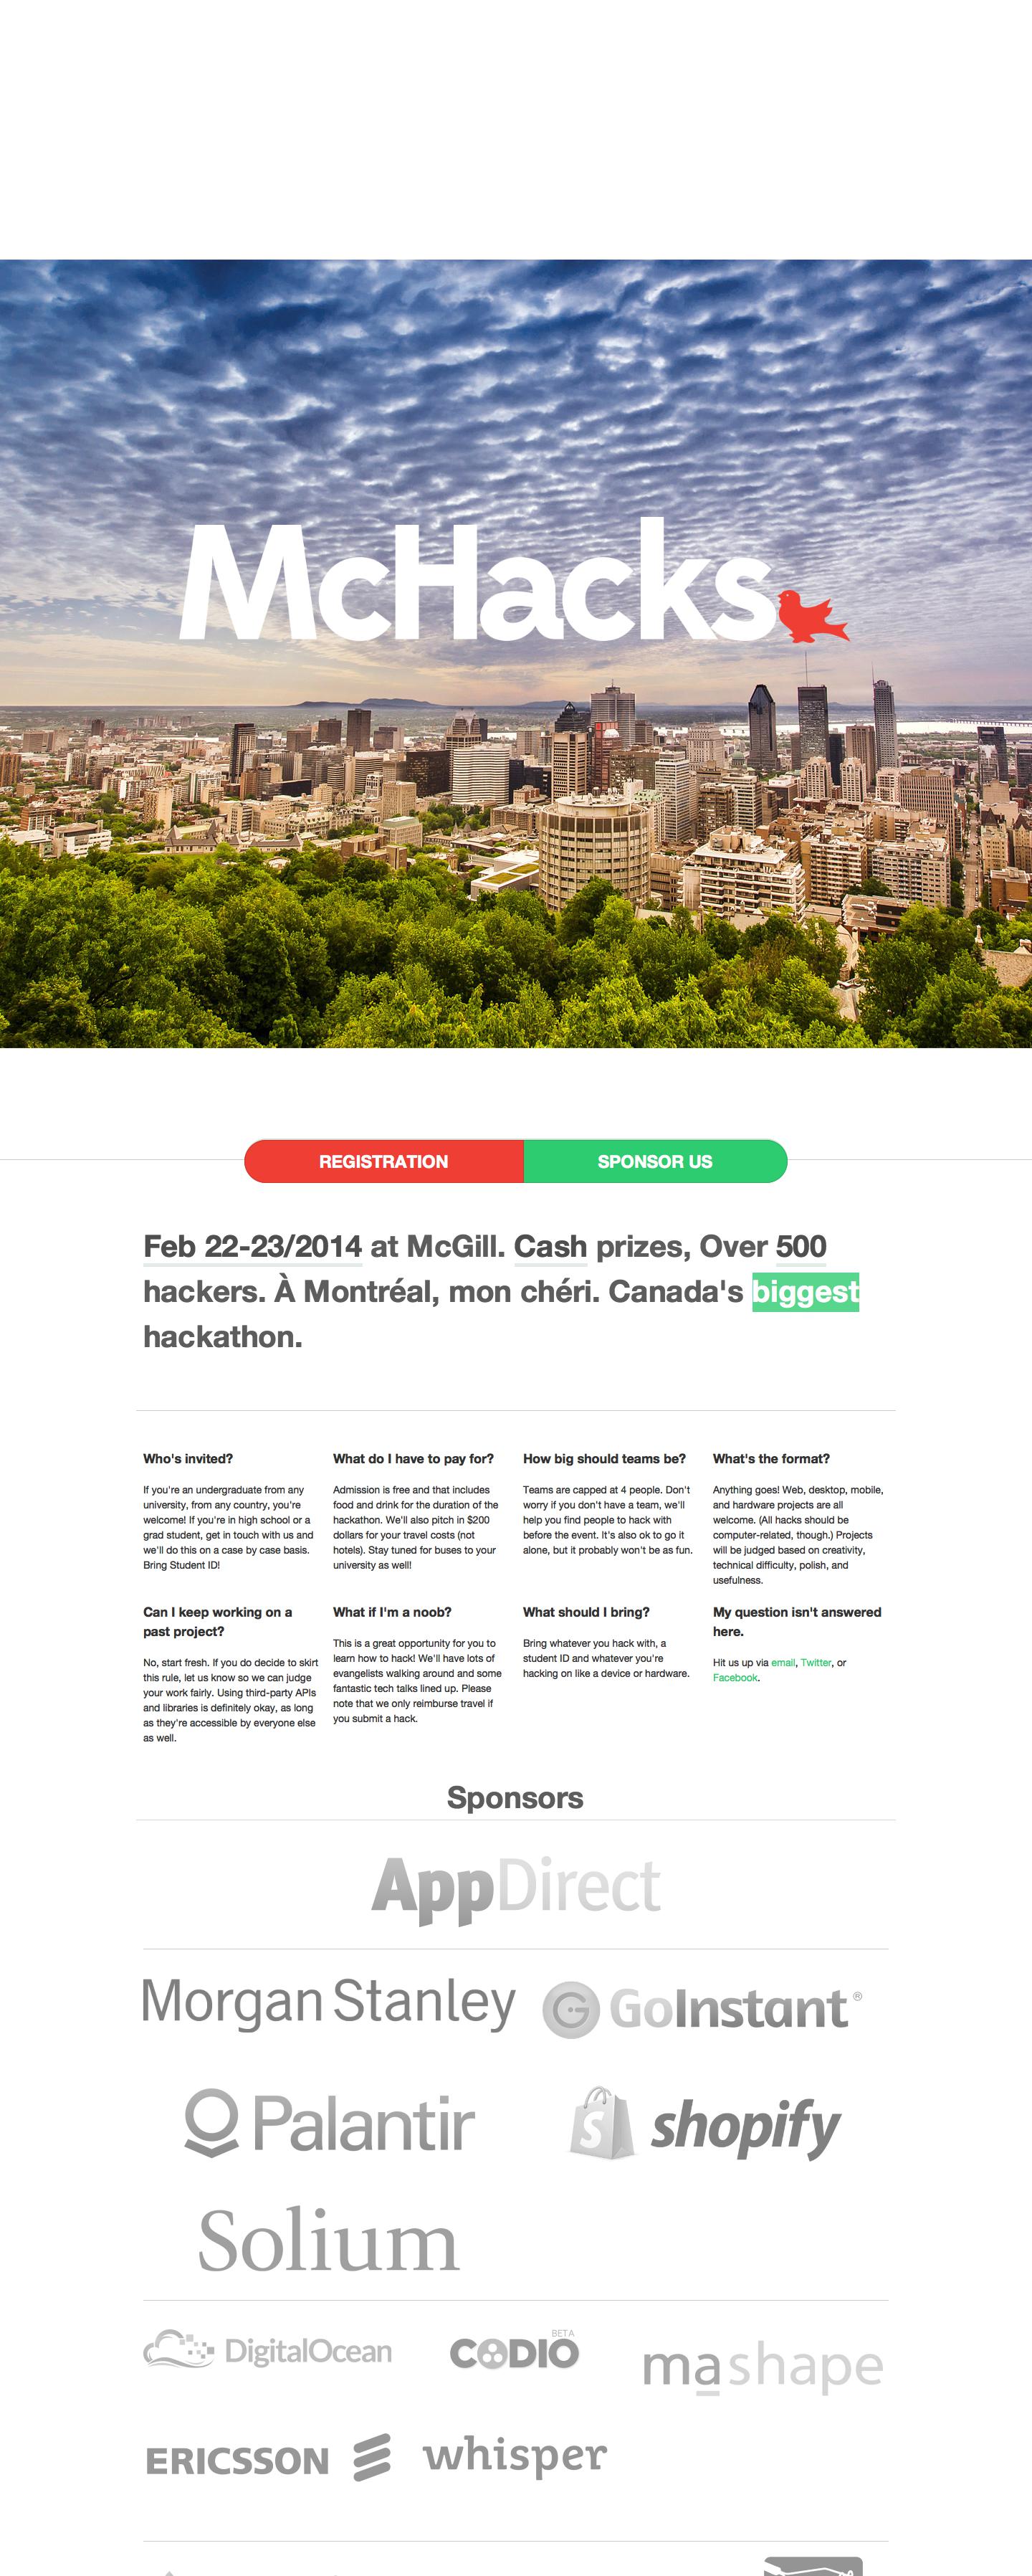 McHacks
REGISTRATION
SPONSOR US
Feb 22-23/2014 at McGill. Cash prizes, Over 500
hackers. À Montréal, mon chéri. Canada's biggest
hackathon.
Who's invited?
If you're an undergraduate from any
university, from any country, you're
welcome! If you're in high school or a
grad student, get in touch with us and
we'll do this on a case by case basis.
Bring Student ID!
What do I have to pay for?
Admission is free and that includes
food and drink for the duration of the
hackathon. We'll also pitch in $200
dollars for your travel costs (not
hotels). Stay tuned for buses to your
university as well!
How big should teams be?
Teams are capped at 4 people. Don't
worry if you don't have a team, we'll
help you find people to hack with
before the event. It's also ok to go it
alone, but it probably won't be as fun.
What's the format?
Anything goes! Web, desktop, mobile,
and hardware projects are all
welcome. (All hacks should be
computer-related, though.) Projects
will be judged based on creativity,
technical difficulty, polish, and
usefulness.
Can I keep working on a
past project?
No, start fresh. If you do decide to skirt
this rule, let us know so we can judge
your work fairly. Using third-party APIs
and libraries is definitely okay, as long
as they're accessible by everyone else
as well.
What if I'm a noob?
This is a great opportunity for you to
learn how to hack! We'll have lots of
evangelists walking around and some
fantastic tech talks lined up. Please
note that we only reimburse travel if
you submit a hack.
What should I bring?
Bring whatever you hack with, a
student ID and whatever you're
hacking on like a device or hardware.
My question isn't answered
here.
Hit us up via email, Twitter, or
Facebook.
Sponsors
AppDirect
Morgan Stanley
G GoInstant ®
Palantir
S shopify
Solium
DigitalOcean
CODIO BETA
mashape
ERICSSON
whisper